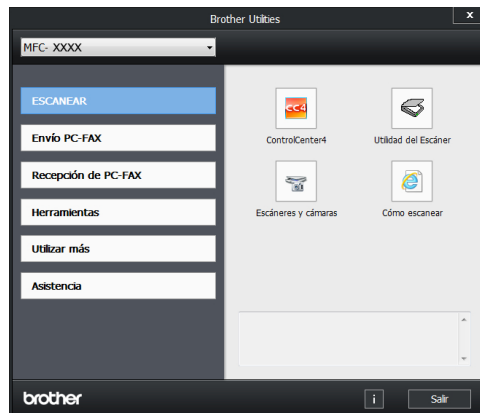 Brother Utilities
x
MFC- XXXX
ESCANEAR
Envío PC-FAX
Recepción de PC-FAX
Herramientas
Utilizar más
Asistencia
CC4
ControlCenter4
Utilidad del Escáner
Escáneres y cámaras
Cómo escanear
brother
i
Salir